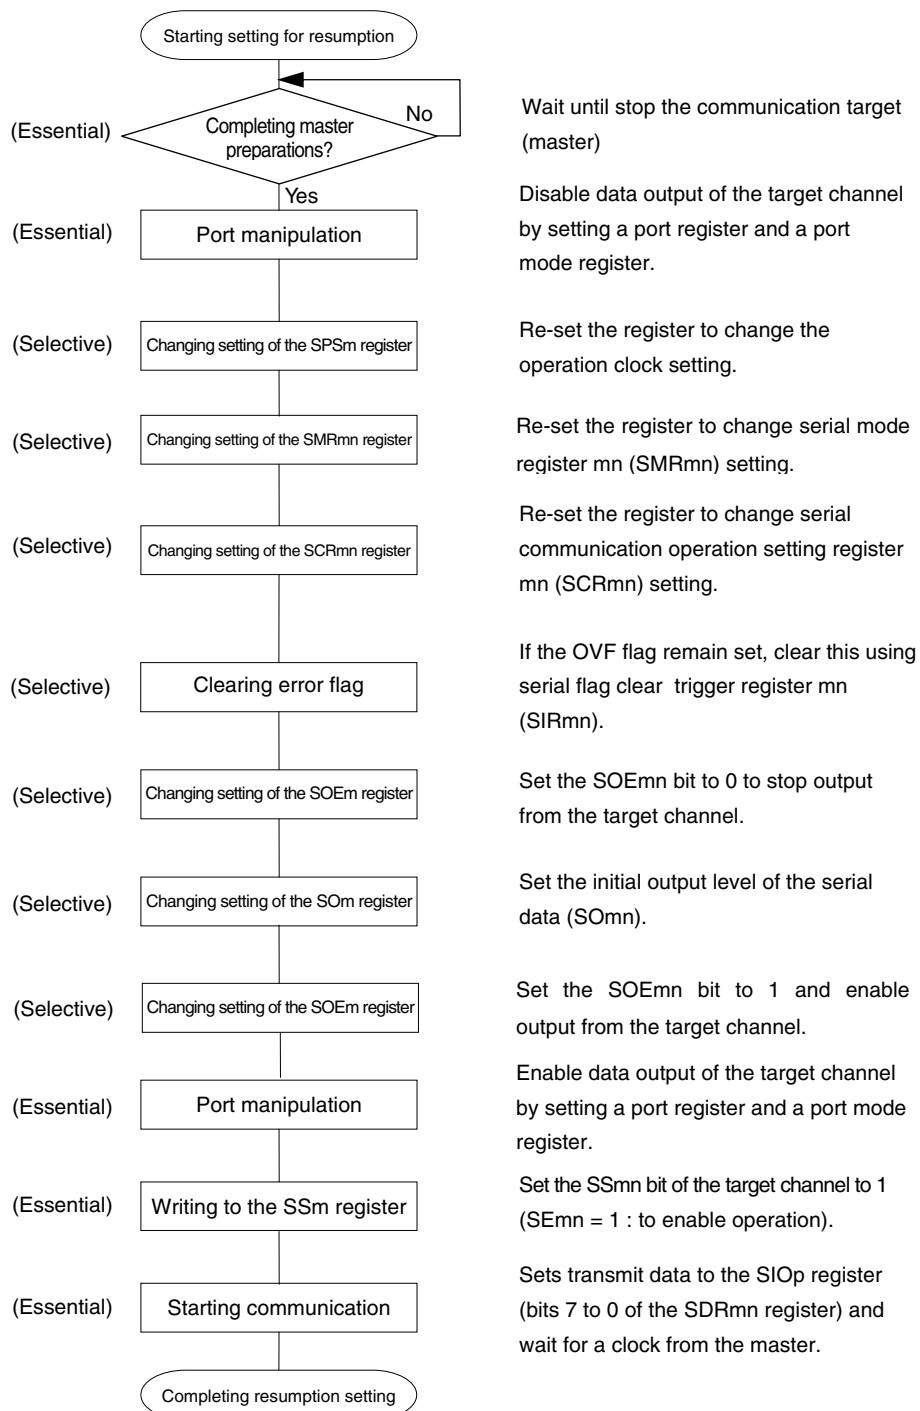 Starting setting for resumption
(Essential)
Completing master
preparations?
No
Wait until stop the communication target
(master)
Yes
(Essential)
Port manipulation
Disable data output of the target channel
by setting a port register and a port
mode register.
(Selective)
Changing setting of the SPSm register
Re-set the register to change the
operation clock setting.
(Selective)
Changing setting of the SMRmn register
Re-set the register to change serial mode
register mn (SMRmn) setting.
(Selective)
Changing setting of the SCRmn register
Re-set the register to change serial
communication operation setting register
mn (SCRmn) setting.
(Selective)
Clearing error flag
If the OVF flag remain set, clear this using
serial flag clear trigger register mn
(SIRmn).
(Selective)
Changing setting of the SOEm register
Set the SOEmn bit to 0 to stop output
from the target channel.
(Selective)
Changing setting of the SOm register
Set the initial output level of the serial
data (SOmn).
(Selective)
Changing setting of the SOEm register
Set the SOEmn bit to 1 and enable
output from the target channel.
(Essential)
Port manipulation
Enable data output of the target channel
by setting a port register and a port mode
register.
(Essential)
Writing to the SSm register
Set the SSmn bit of the target channel to 1
(SEmn = 1 : to enable operation).
(Essential)
Starting communication
Sets transmit data to the SIOp register
(bits 7 to 0 of the SDRmn register) and
wait for a clock from the master.
Completing resumption setting